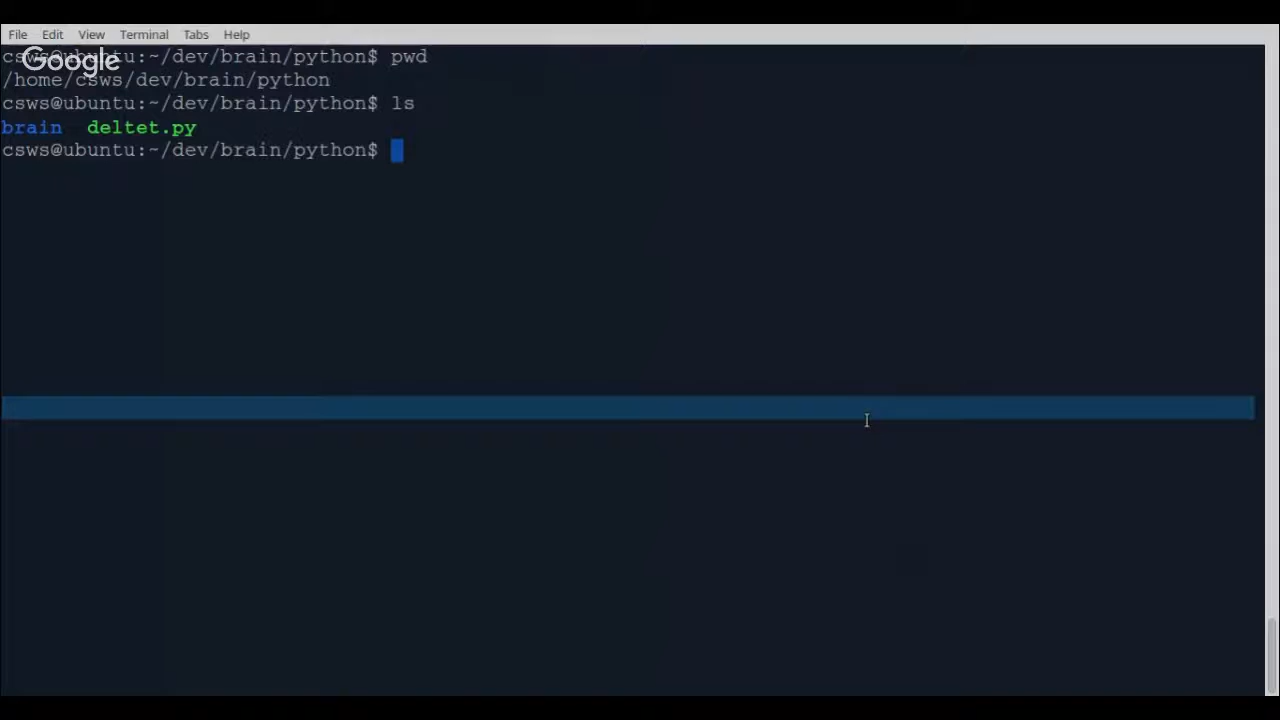 File Edit View Terminal Tabs Help
csws@ubuntu:~/dev/brain/python$ pwd
Google
/home/csws/dev/brain/python
csws@ubuntu:~/dev/brain/python$ ls
brain deltet.py
csws@ubuntu:~/dev/brain/python$